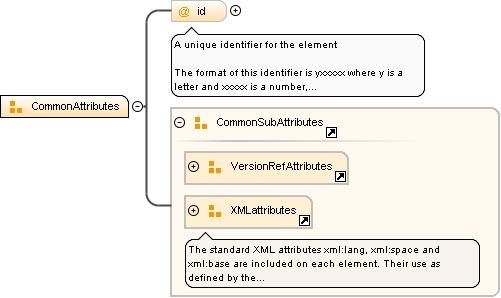 @ id
A unique identifier for the element
The format of this identifier is yxxxxx where y is a
letter and xxxxx is a number,...
CommonAttributes
CommonSubAttributes
VersionRefAttributes
XMLattributes
The standard XML attributes xml:lang, xml:space and
xml:base are included on each element. Their use as
defined by the...